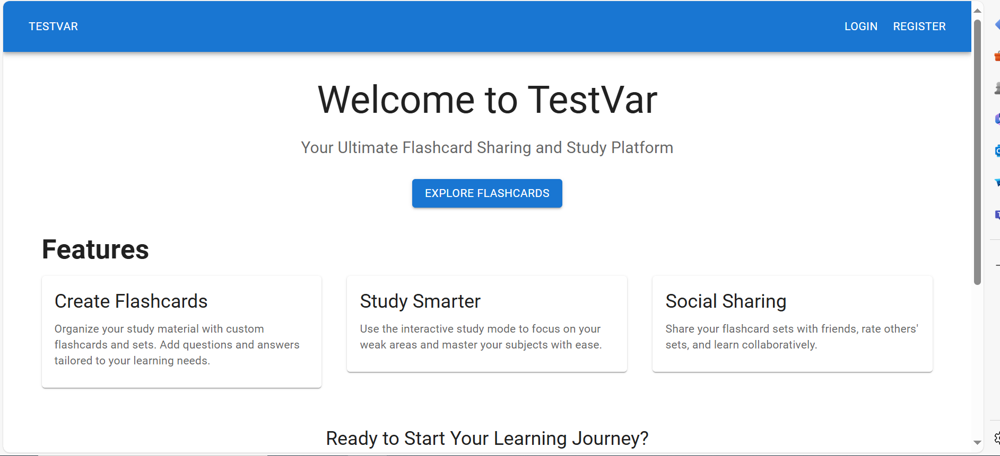 TESTVAR
LOGIN REGISTER
Welcome to TestVar
Your Ultimate Flashcard Sharing and Study Platform
EXPLORE FLASHCARDS
Features
Create Flashcards
Organize your study material with custom
flashcards and sets. Add questions and answers
tailored to your learning needs.
Study Smarter
Use the interactive study mode to focus on your
weak areas and master your subjects with ease.
Social Sharing
Share your flashcard sets with friends, rate others'
sets, and learn collaboratively.
Ready to Start Your Learning Journey?